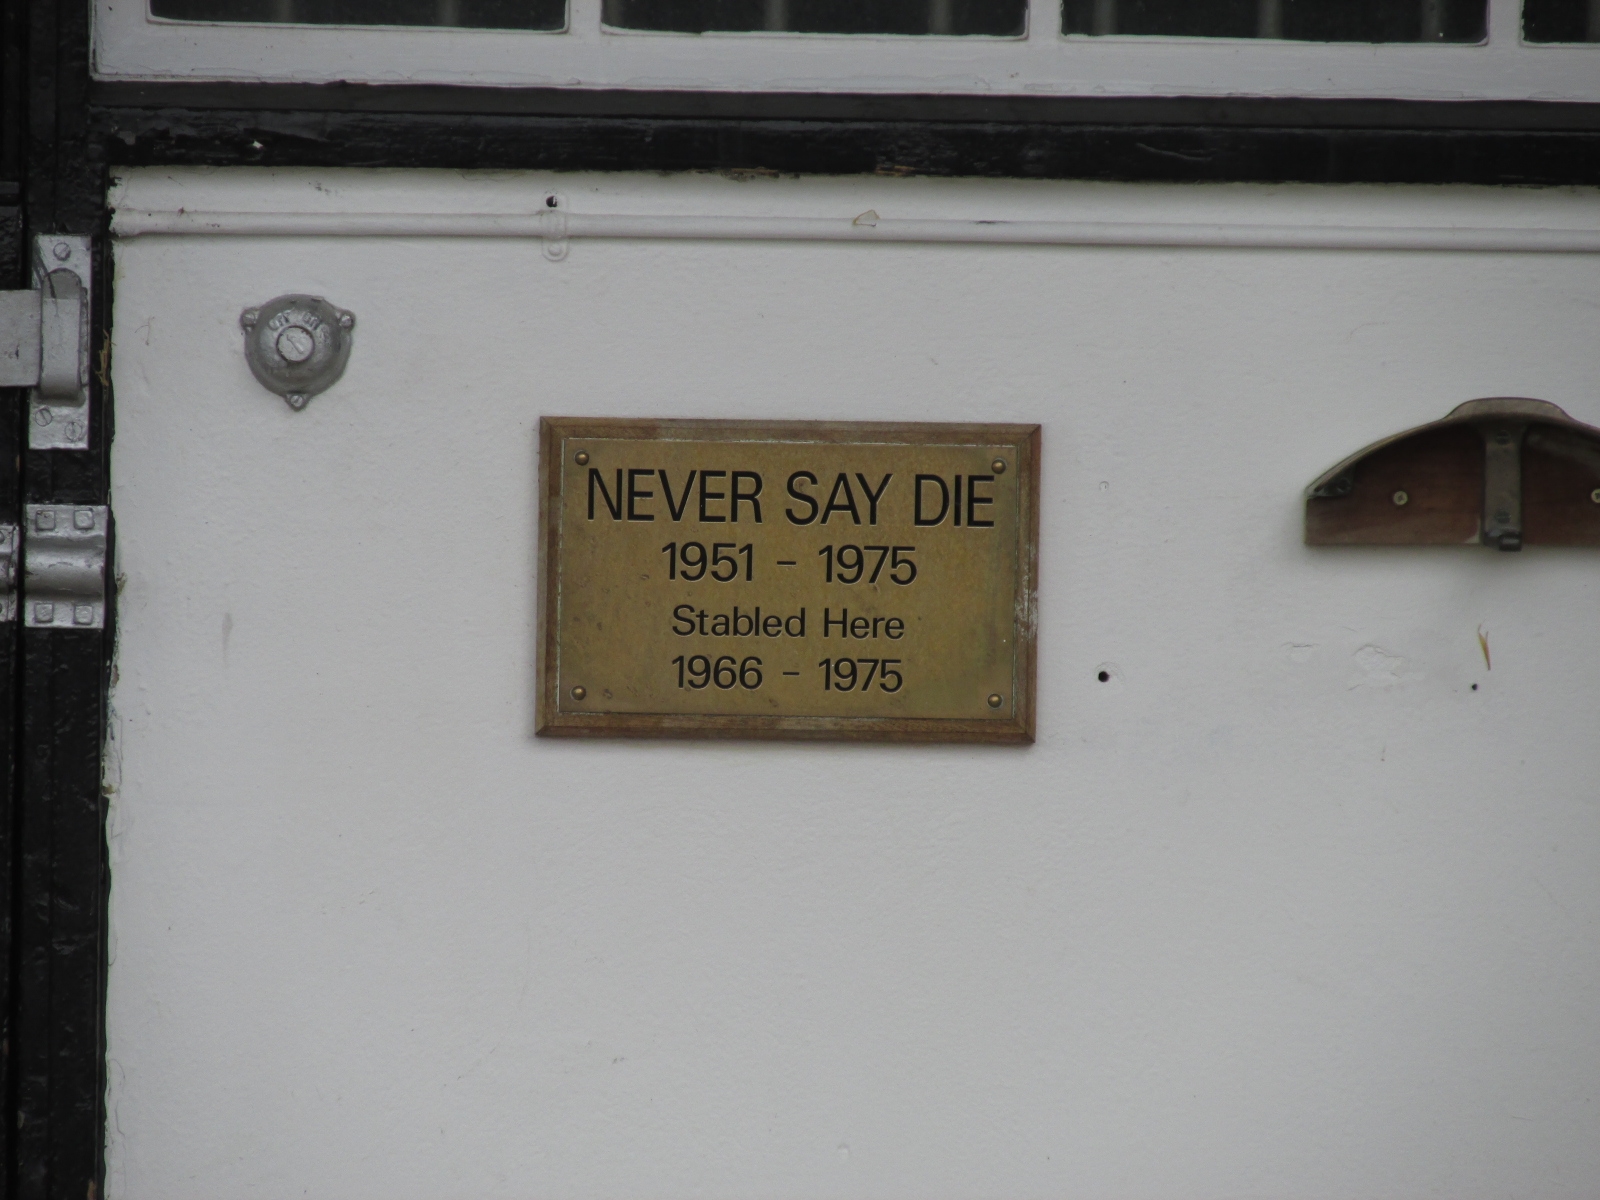 NEVER SAY DIE
1951 - 1975
Stabled Here
1966 - 1975